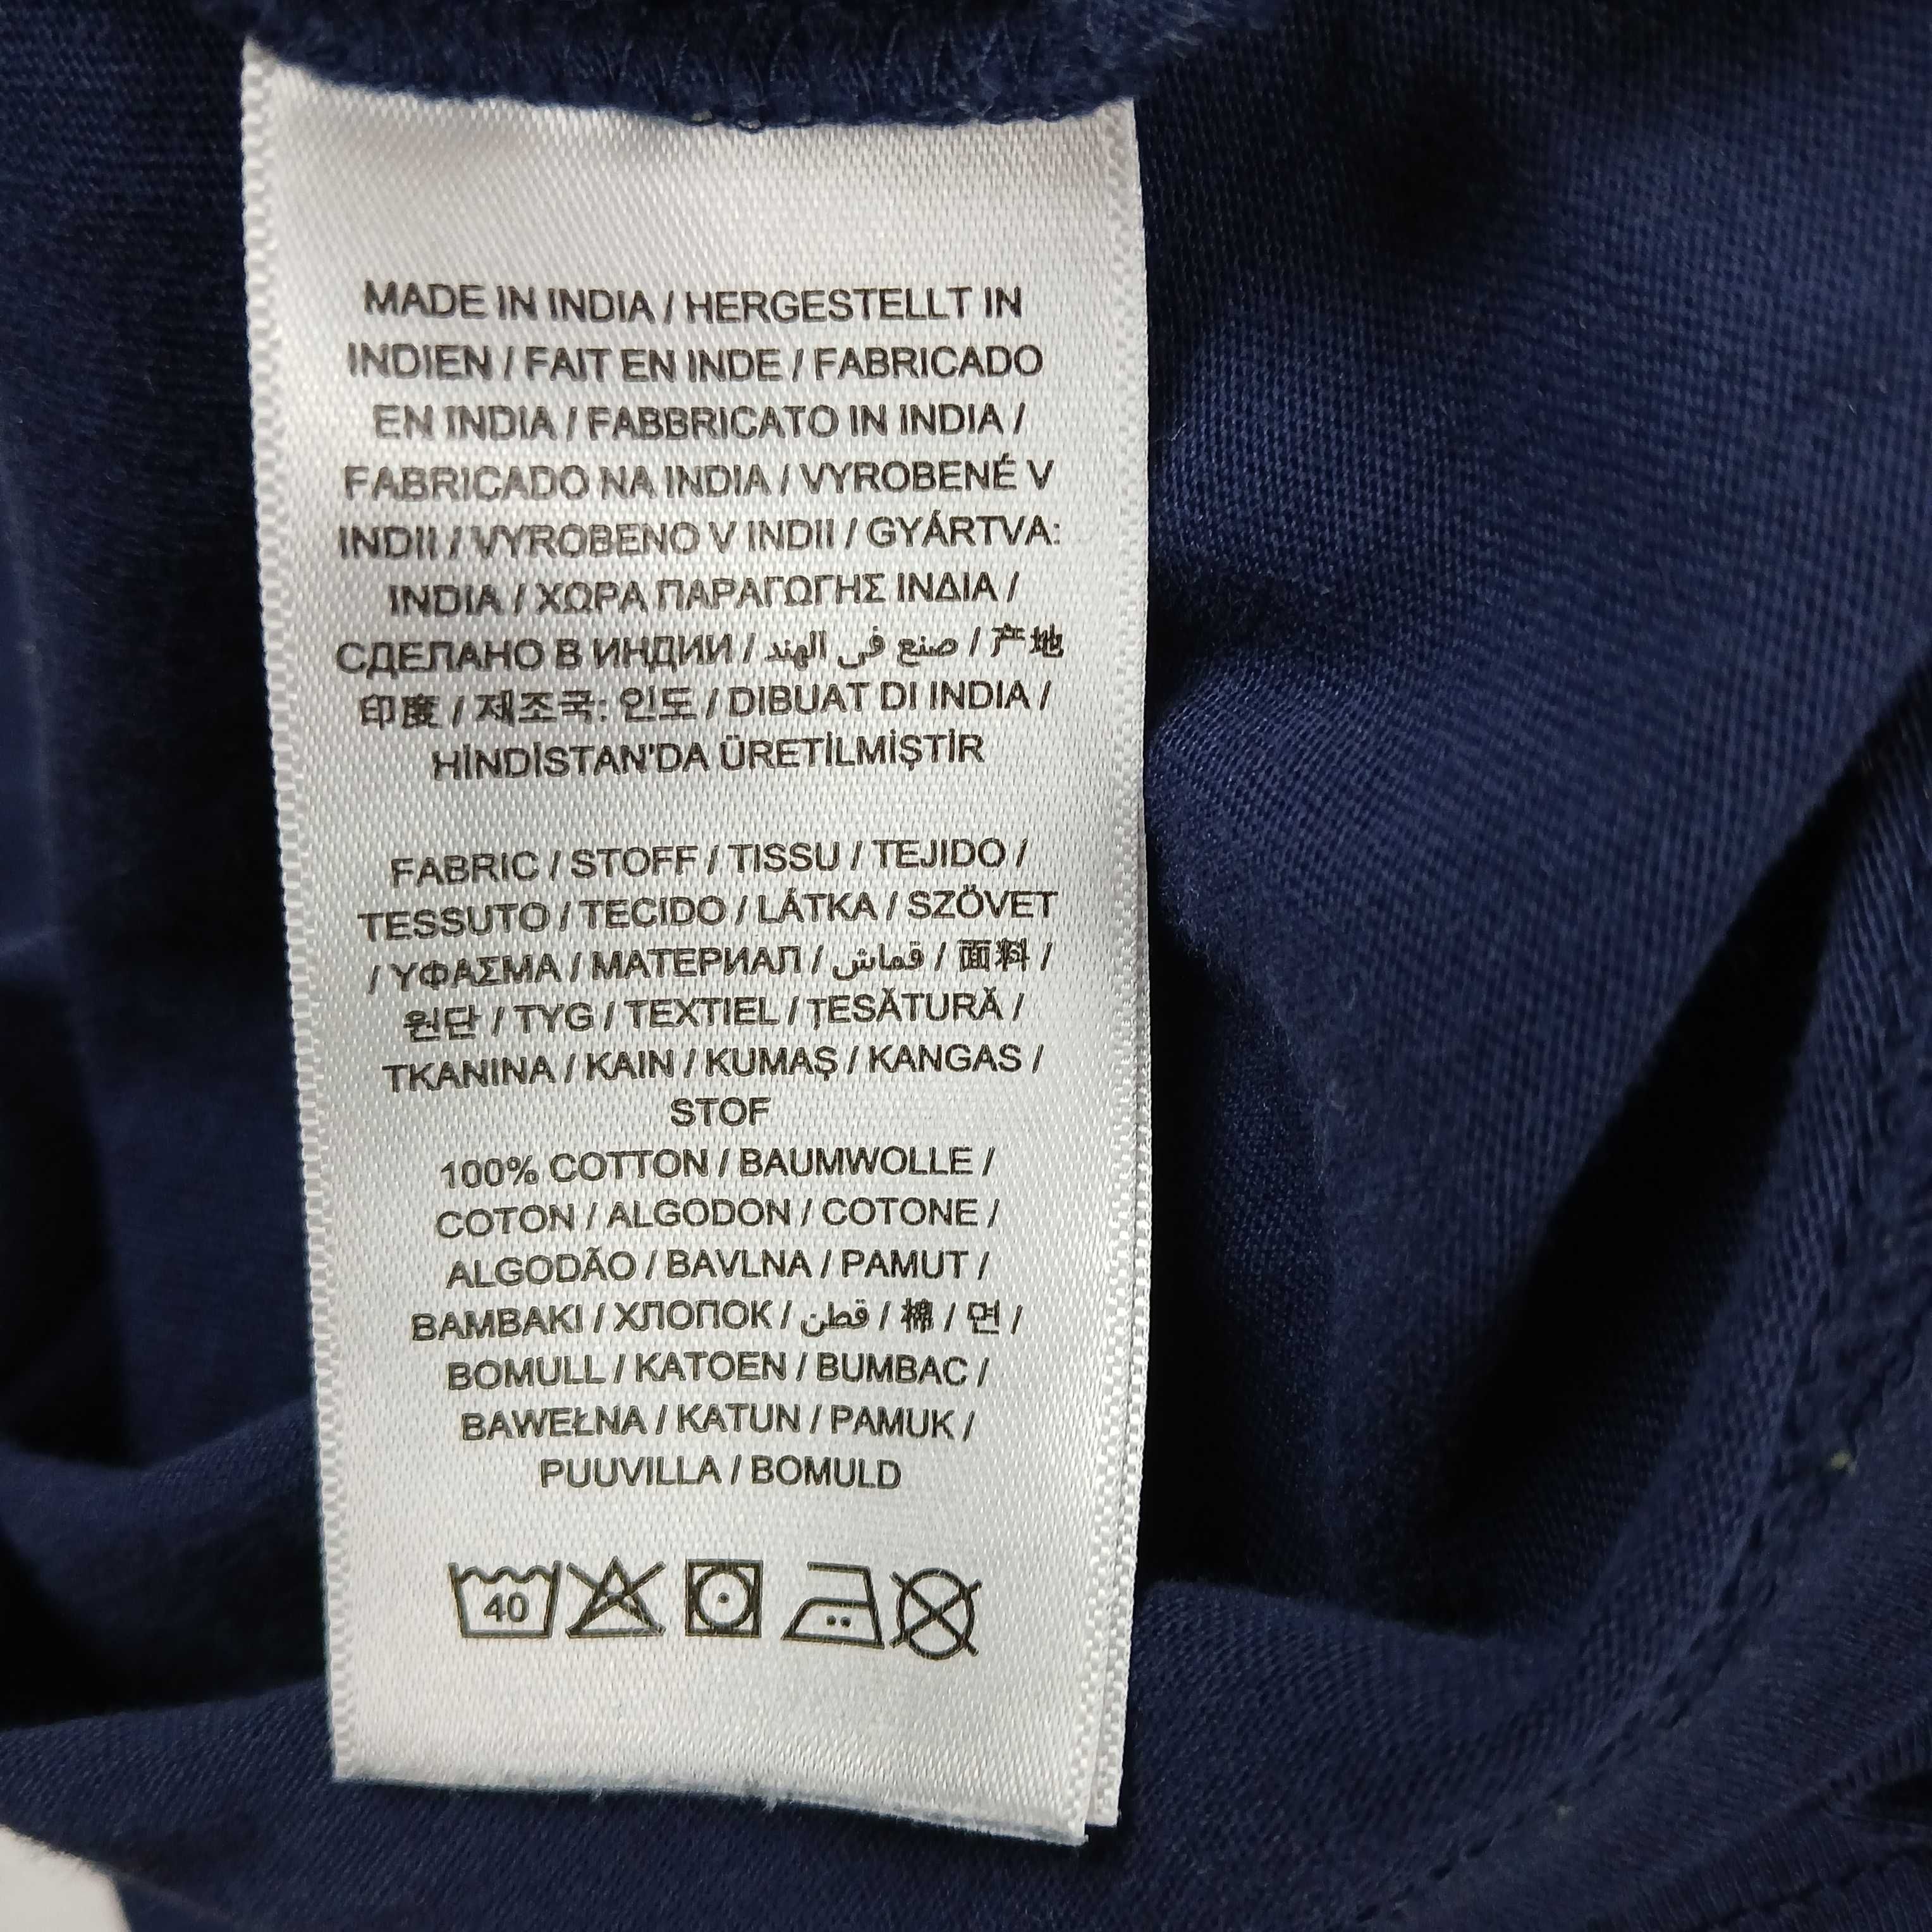 MADE IN INDIA / HERGESTELLT IN
INDIEN / FAIT EN INDE / FABRICADO
EN INDIA / FABBRICATO IN INDIA /
FABRICADO NA INDIA / VYROBENÉ V
INDII / VYROBENO V INDII / GYÁRTVA:
INDIA / ΧΩΡΑ ΠΑΡΑΓΩΓΗΣ ΙΝΔΙΑ /
СДЕЛАНО В ИНДИИ / صنع في الهند / 产地
印度 / 제조국: 인도 / DIBUAT DI INDIA /
HİNDİSTAN'DA ÜRETİLMİŞTİR
FABRIC / STOFF / TISSU / TEJIDO /
TESSUTO / TECIDO / LÁTKA / SZÖVET
/ ΥΦΑΣΜΑ / МАТЕРИАЛ / قماش / 面料 /
원단 / TYG / TEXTIEL / ȚESĂTURĂ /
TKANINA / KAIN / KUMAŞ / KANGAS /
STOF
100% COTTON / BAUMWOLLE /
COTON / ALGODON / COTONE /
ALGODÃO / BAVLNA / PAMUT /
BAMBAKI / ХЛОПОК / قطن / 棉 / 면 /
BOMULL / KATOEN / BUMBAC /
BAWEŁNA / KATUN / PAMUK /
PUUVILLA / BOMULD
40